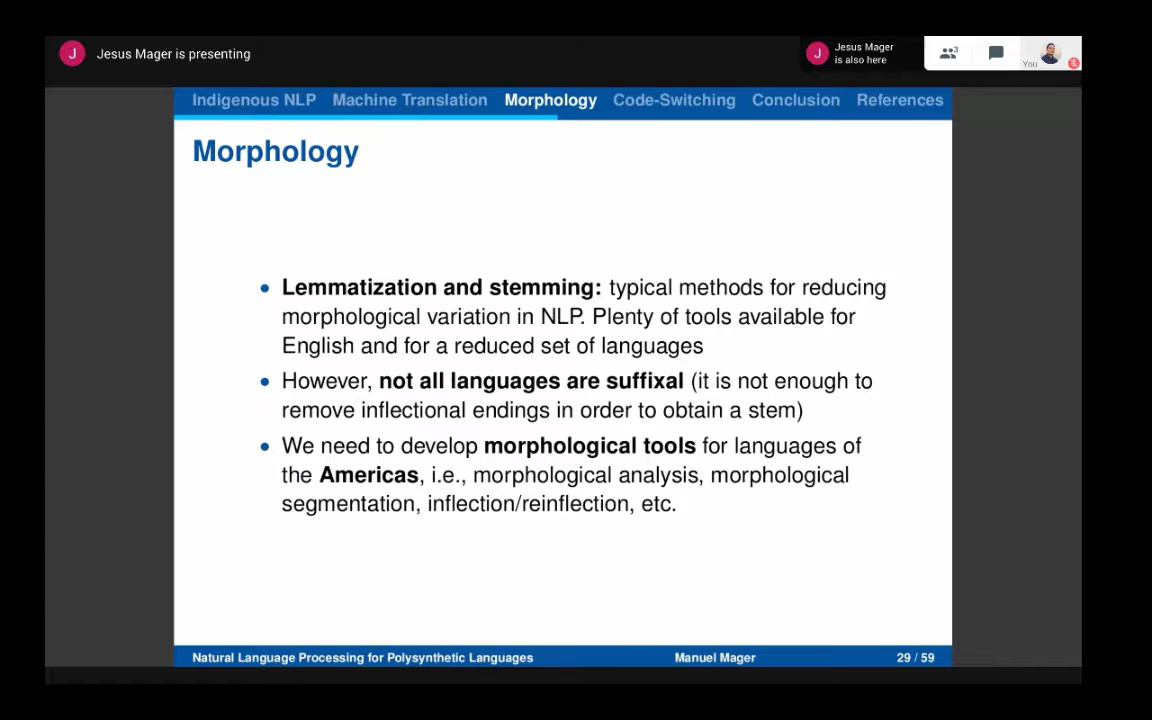 J Jesus Mager is presenting
J Jesus Mager
is also here
3
You
Indigenous NLP Machine Translation Morphology Code-Switching Conclusion References
Morphology
• Lemmatization and stemming: typical methods for reducing
morphological variation in NLP. Plenty of tools available for
English and for a reduced set of languages
• However, not all languages are suffixal (it is not enough to
remove inflectional endings in order to obtain a stem)
• We need to develop morphological tools for languages of
the Americas, i.e., morphological analysis, morphological
segmentation, inflection/reinflection, etc.
Natural Language Processing for Polysynthetic Languages Manuel Mager 29 / 59